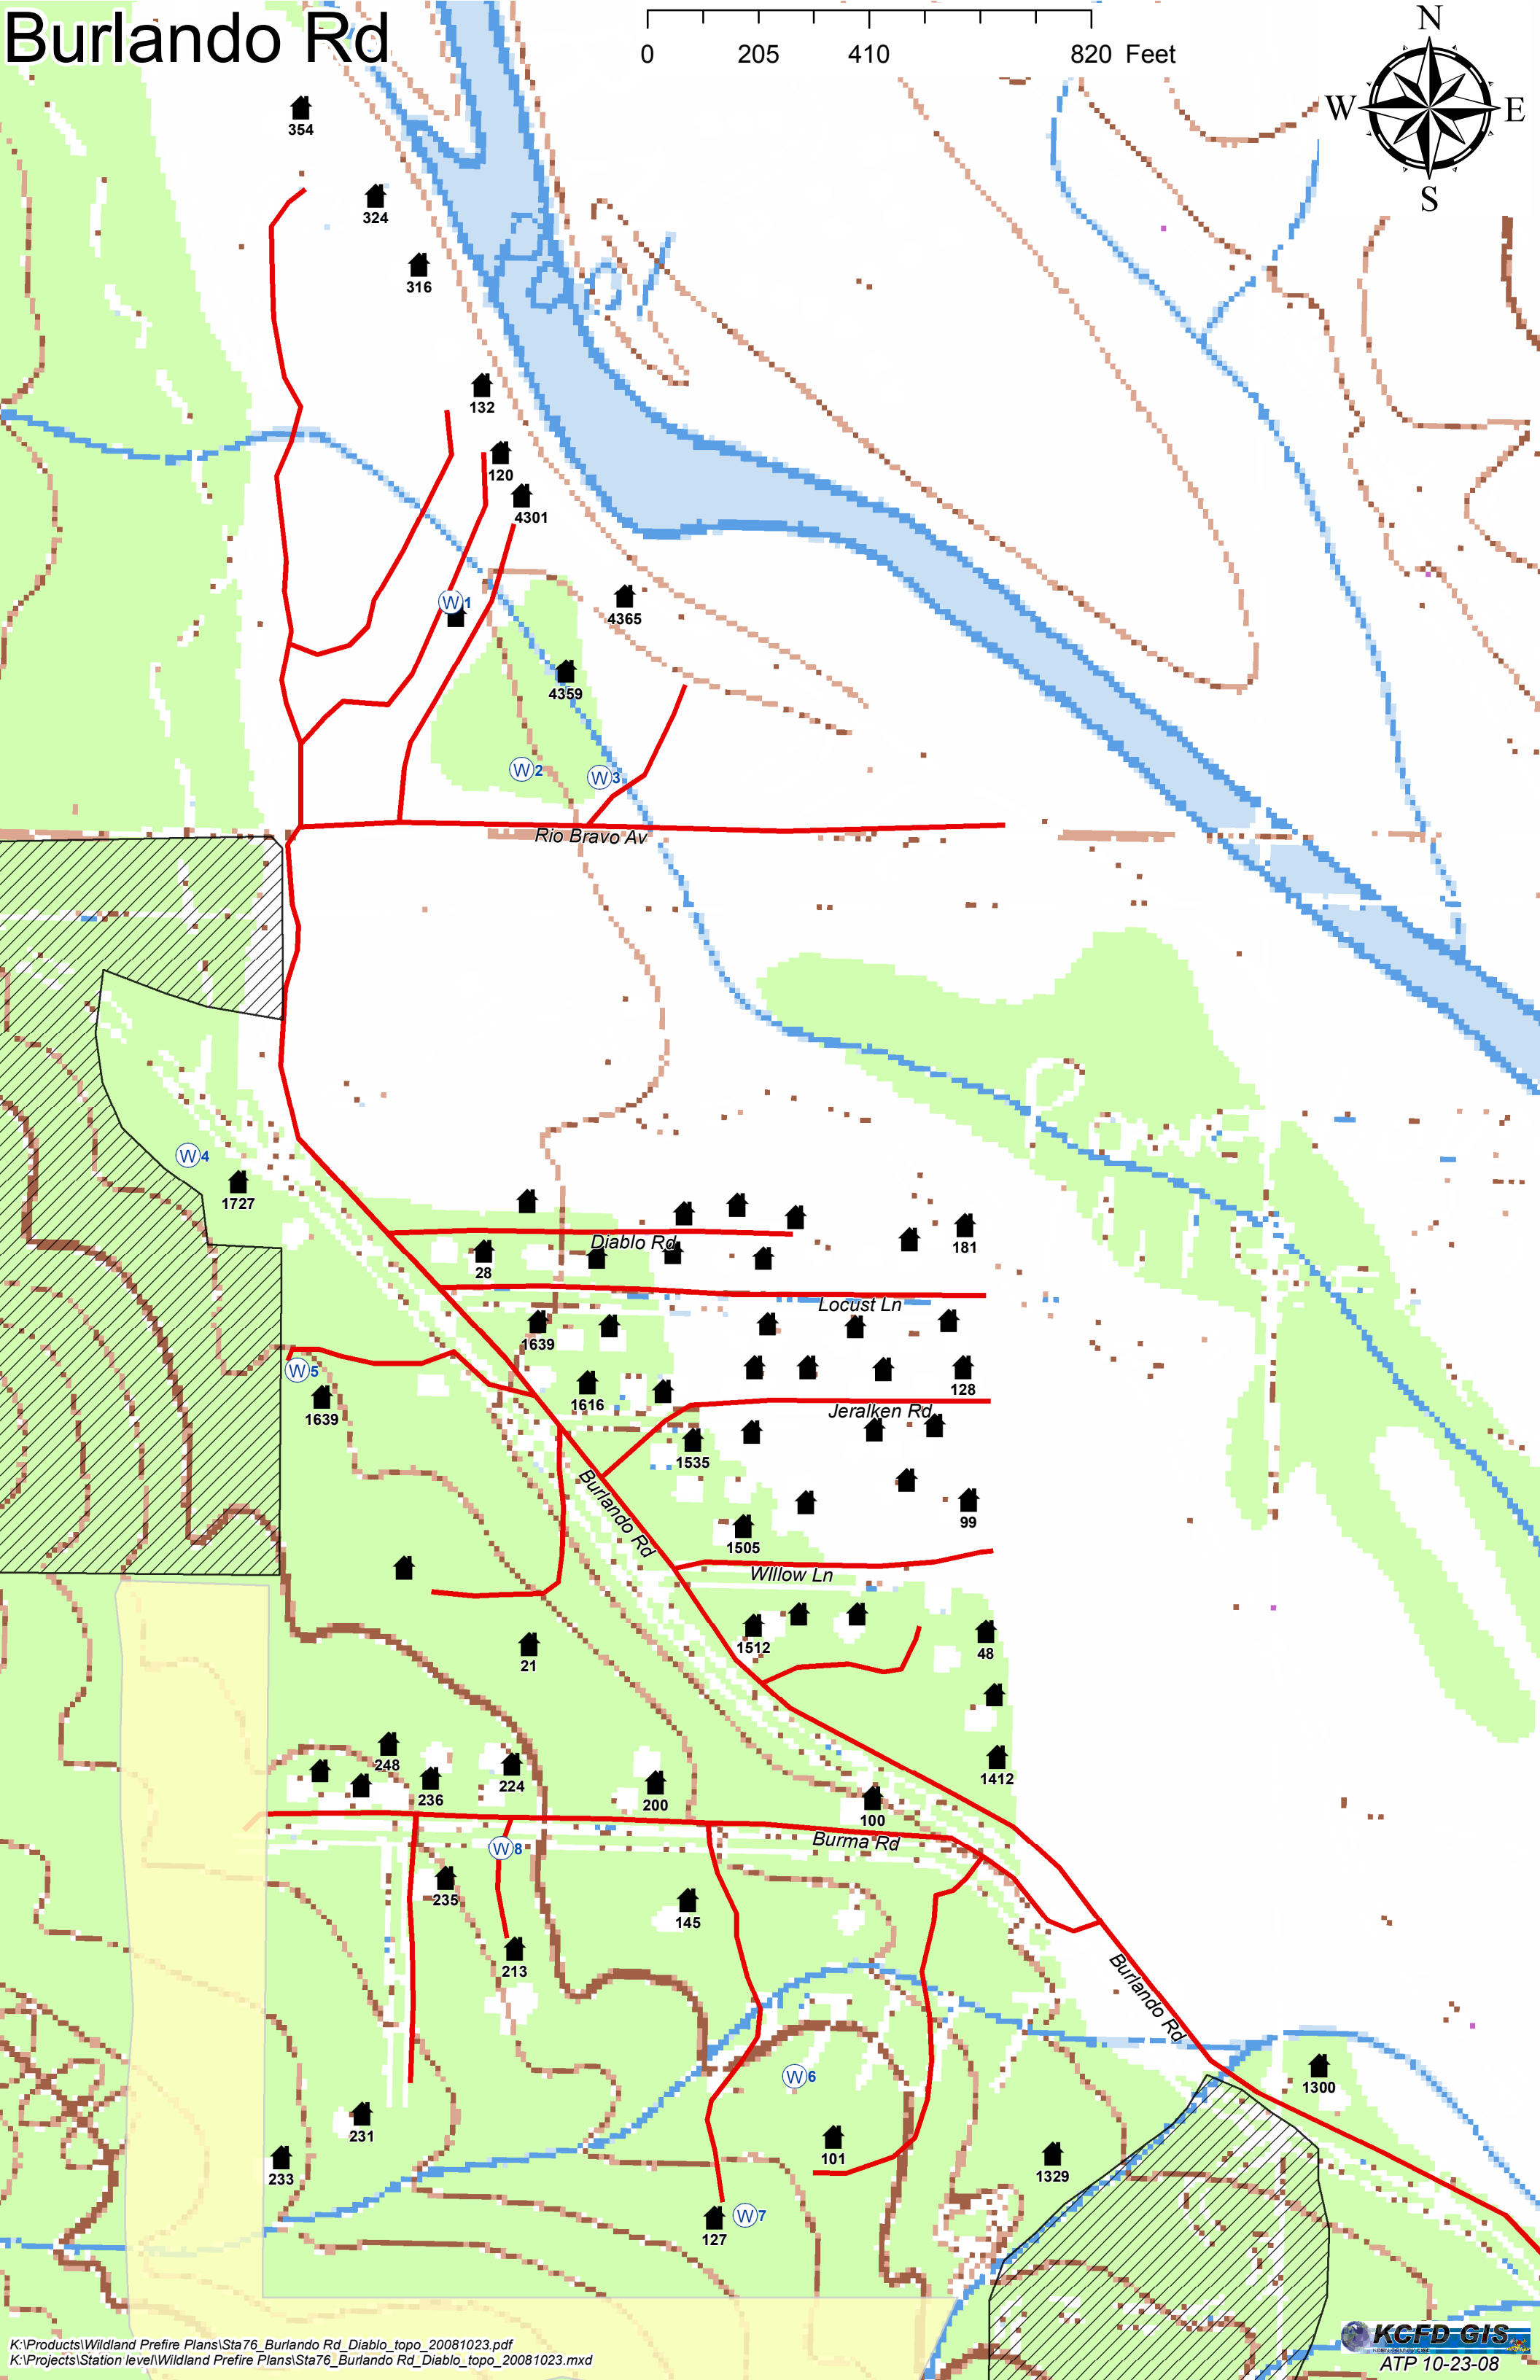 Burlando Rd
0 205 410 820 Feet
N
W E
S
354
324
316
132
120
4301
W1
4365
4359
W2 W3
Rio Bravo Av
W4
1727
Diablo Rd
28
181
Locust Ln
1639
W5
1639
1616
128
Jeralken Rd
1535
Burlando Rd
99
1505
WIllow Ln
1512
48
21
248
224
236
200
1412
100
Burma Rd
W8
235
145
213
Burlando Rd
W6
1300
231
101
233
1329
W7
127
KCFD GIS
K:\Products\Wildland Prefire Plans\Sta76_Burlando Rd_Diablo_topo_20081023.pdf
K:\Projects\Station level\Wildland Prefire Plans\Sta76_Burlando Rd_Diablo_topo_20081023.mxd
ATP 10-23-08